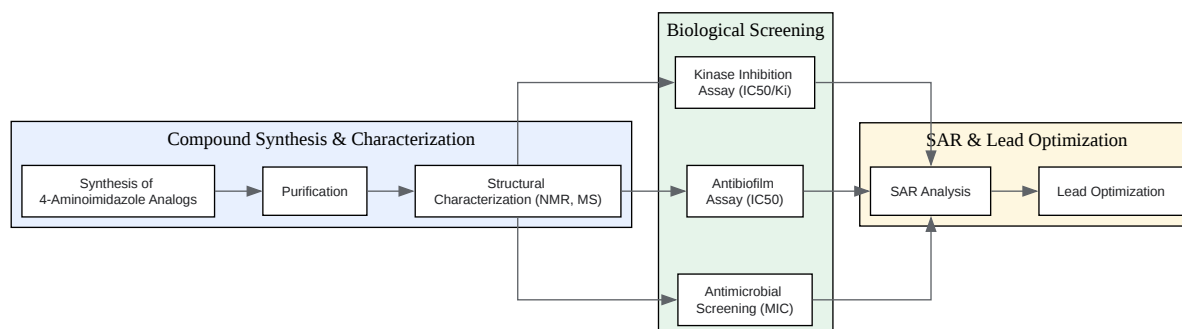 Biological Screening
Kinase Inhibition
Assay (IC50/Ki)
Compound Synthesis & Characterization
SAR & Lead Optimization
Synthesis of
4-Aminoimidazole Analogs
Purification
Structural
Characterization (NMR, MS)
Antibiofilm
Assay (IC50)
SAR Analysis
Lead Optimization
Antimicrobial
Screening (MIC)